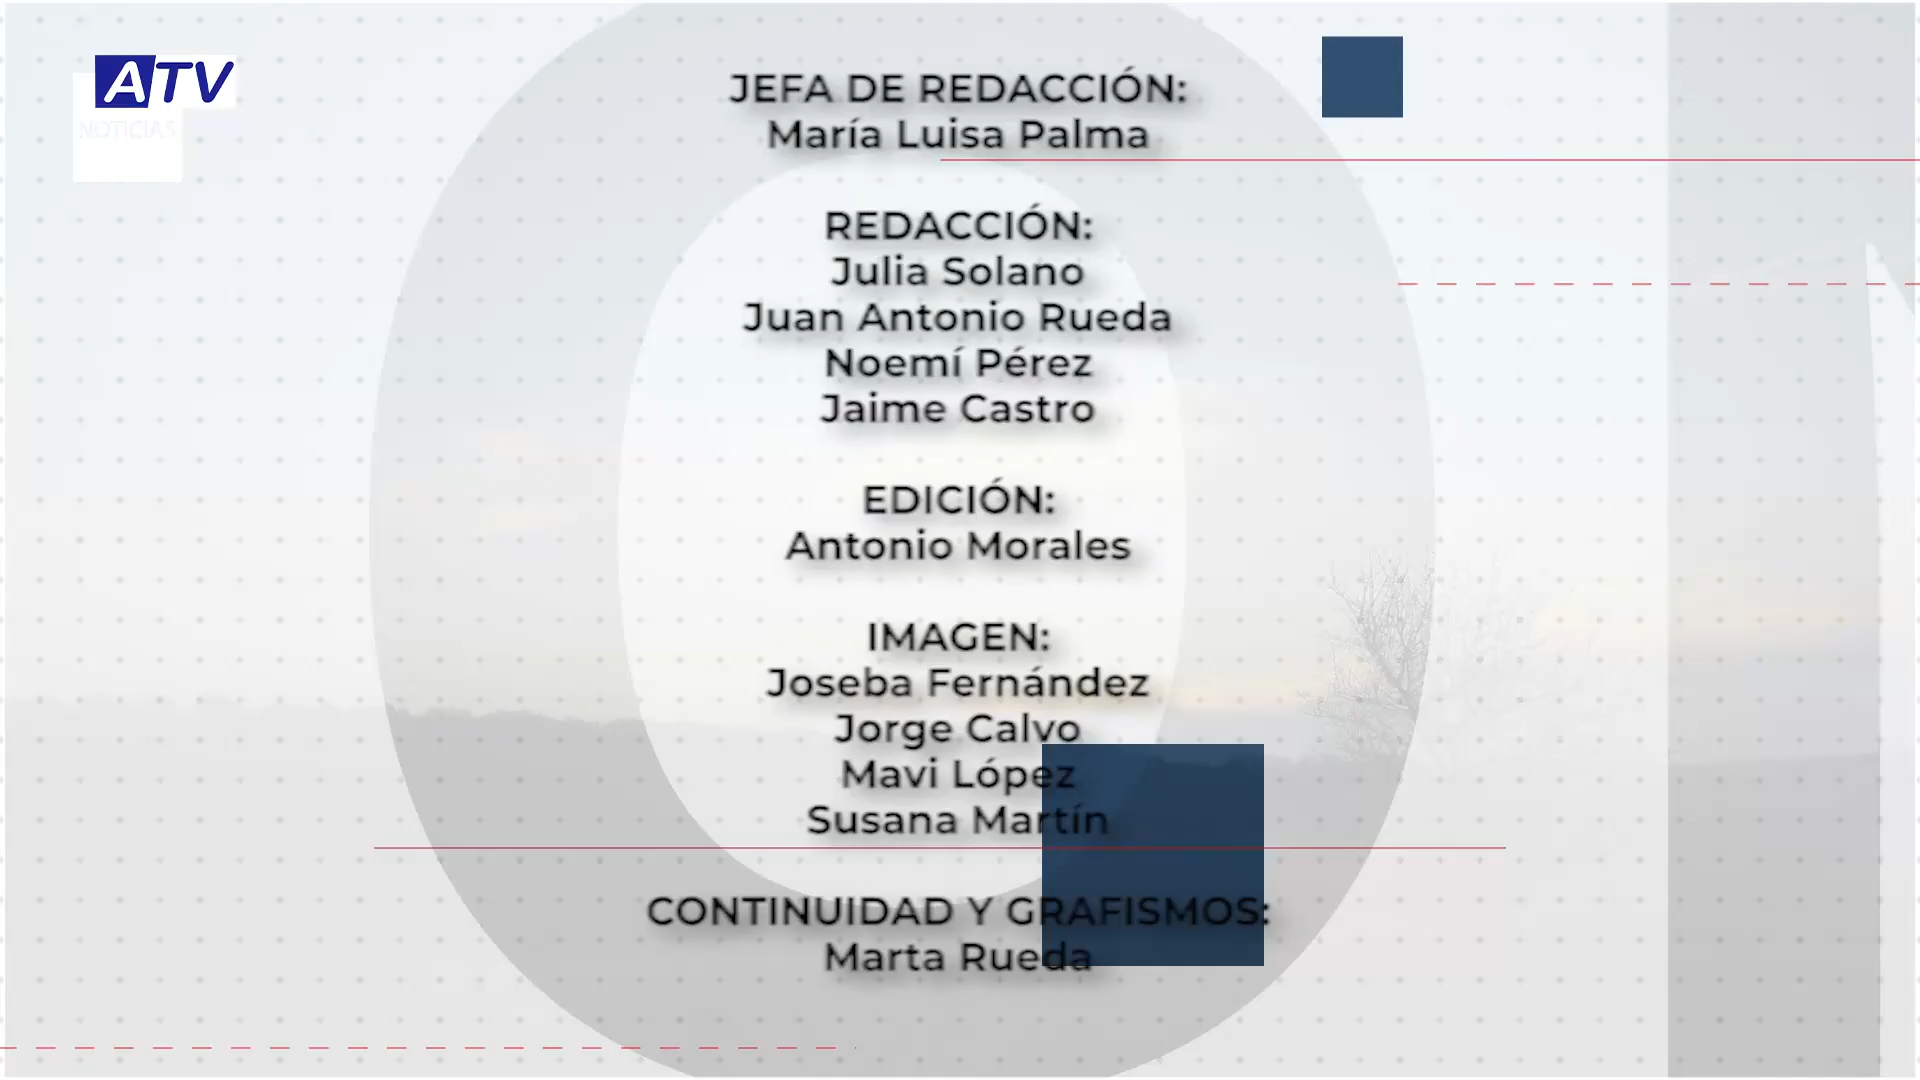 ATV
NOTICIAS
JEFA DE REDACCIÓN:
María Luisa Palma
REDACCIÓN:
Julia Solano
Juan Antonio Rueda
Noemí Pérez
Jaime Castro
EDICIÓN:
Antonio Morales
IMAGEN:
Joseba Fernández
Jorge Calvo
Mavi López
Susana Martín
CONTINUIDAD Y GRAFISMOS:
Marta Rueda